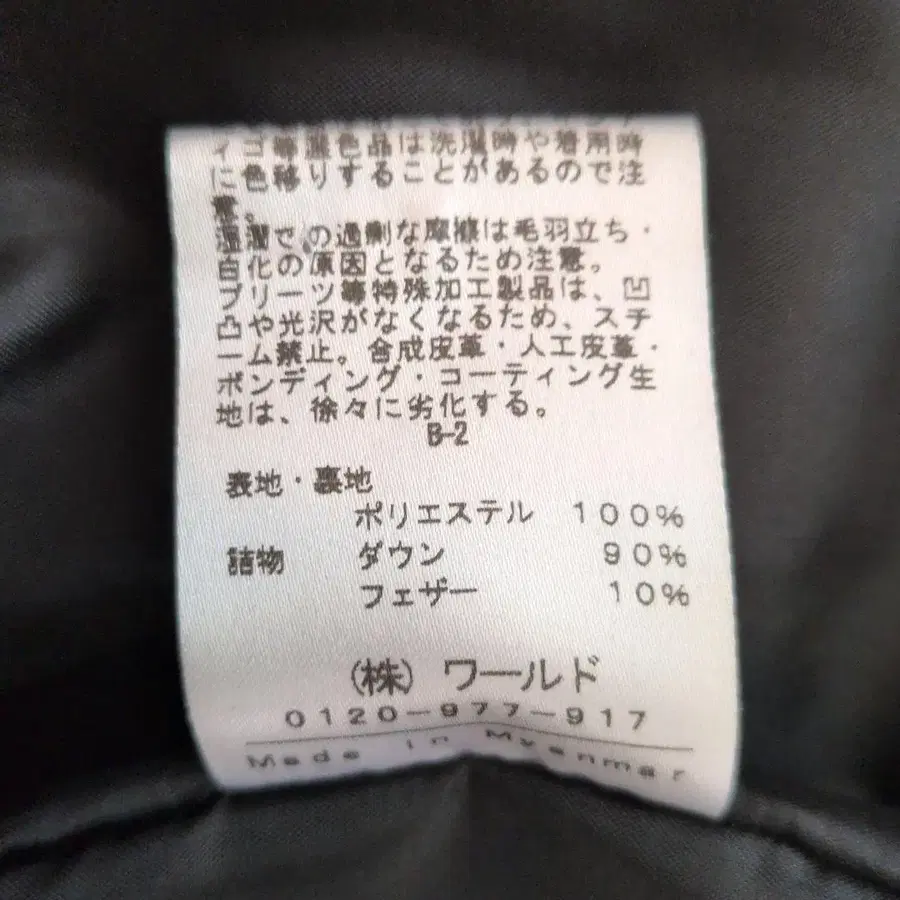 ィゴ等濃色品は洗濯時や着用時
に色移りすることがあるので注
意。
湿潤での過剰な摩擦は毛羽立ち・
白化の原因となるため注意。
プリーツ等特殊加工製品は、凹
凸や光沢がなくなるため、スチ
ーム禁止。合成皮革・人工皮革・
ボンディング・コーティング生
地は、徐々に劣化する。
B-2
表地・裏地
ポリエステル 100%
詰物 ダウン 90%
フェザー 10%
(株) ワールド
0120-977-917
Made in Myanmar